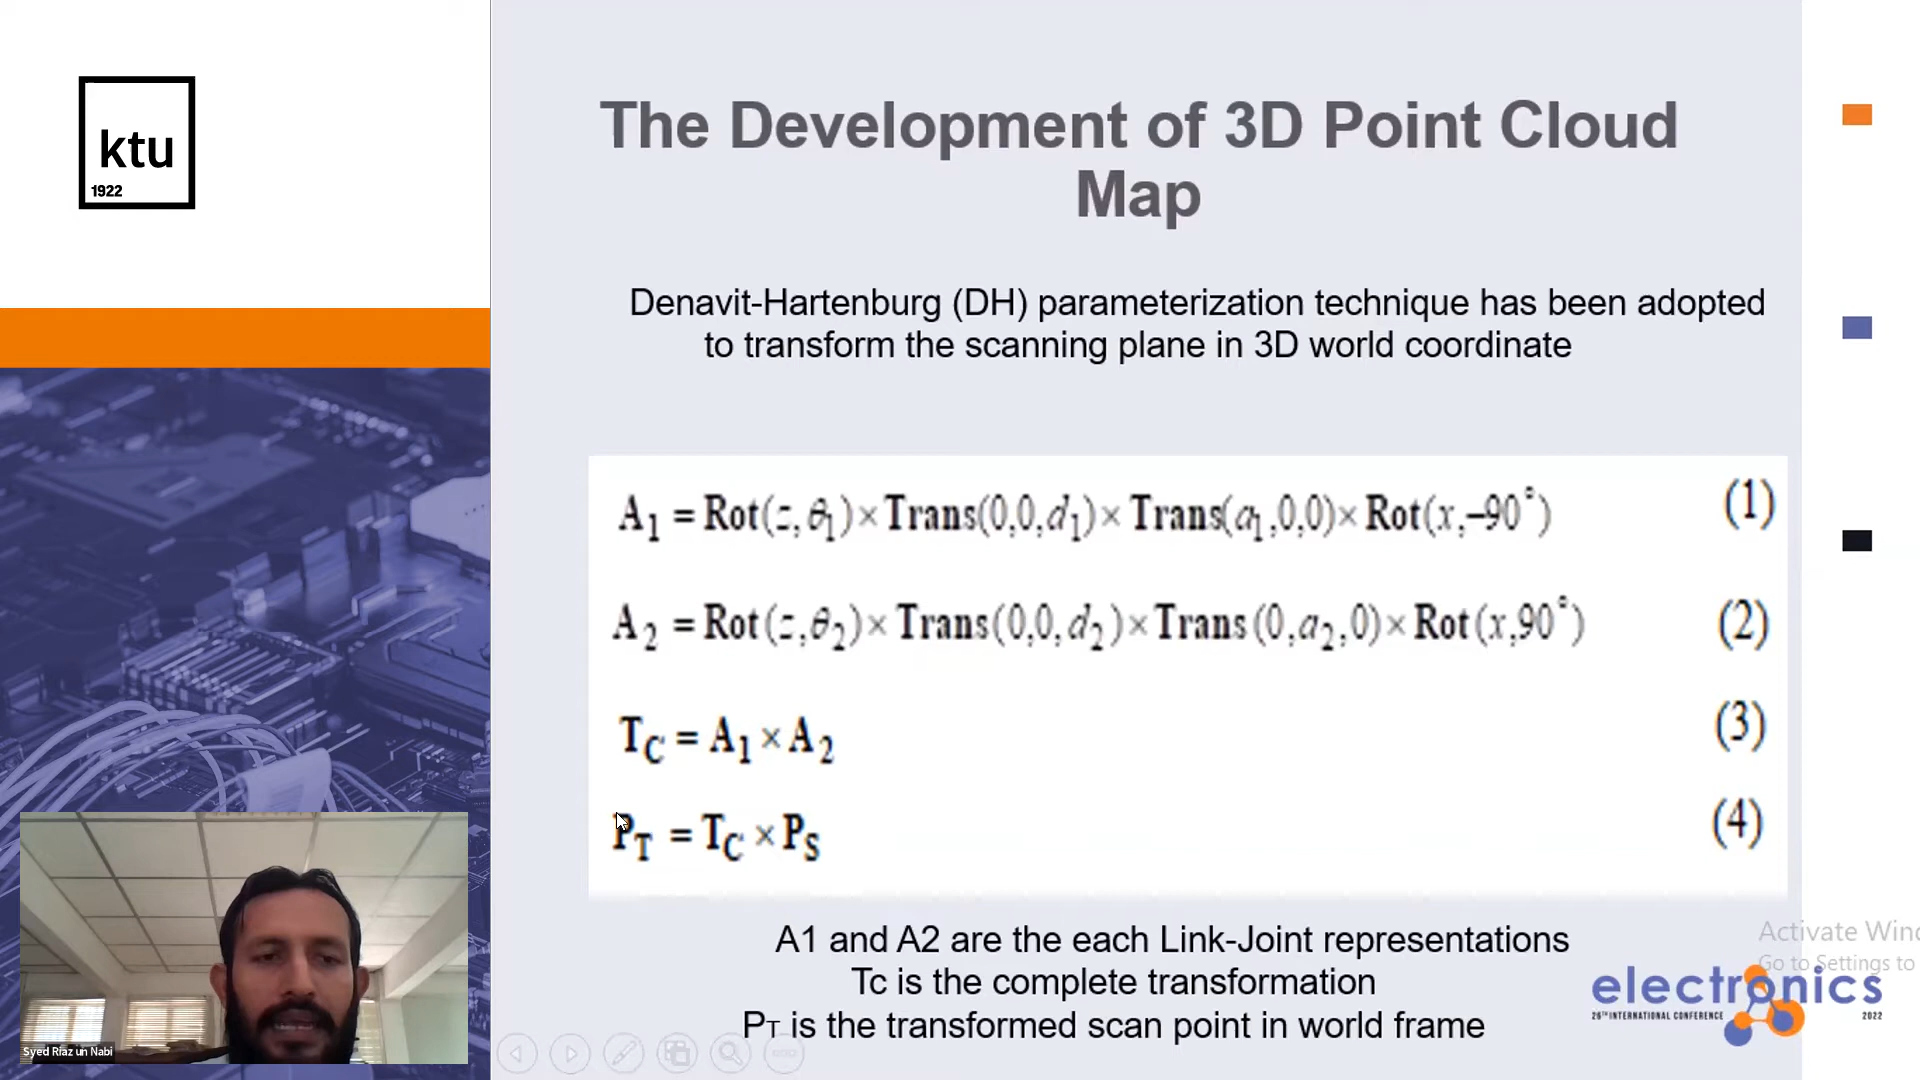 ktu
1922
The Development of 3D Point Cloud
Map
Denavit-Hartenburg (DH) parameterization technique has been adopted
to transform the scanning plane in 3D world coordinate
A₁ = Rot(z,θ₁)×Trans(0,0,d₁)×Trans(a₁,0,0)×Rot(x,−90°) (1)
A₂ = Rot(z,θ₂)×Trans(0,0,d₂)×Trans(0,a₂,0)×Rot(x,90°) (2)
T_C = A₁×A₂ (3)
P_T = T_C×P_S (4)
A1 and A2 are the each Link-Joint representations
Tc is the complete transformation
P_T is the transformed scan point in world frame
Activate Wind
Go to Settings to
electronics
26TH INTERNATIONAL CONFERENCE 2022
Syed Riaz un Nabi